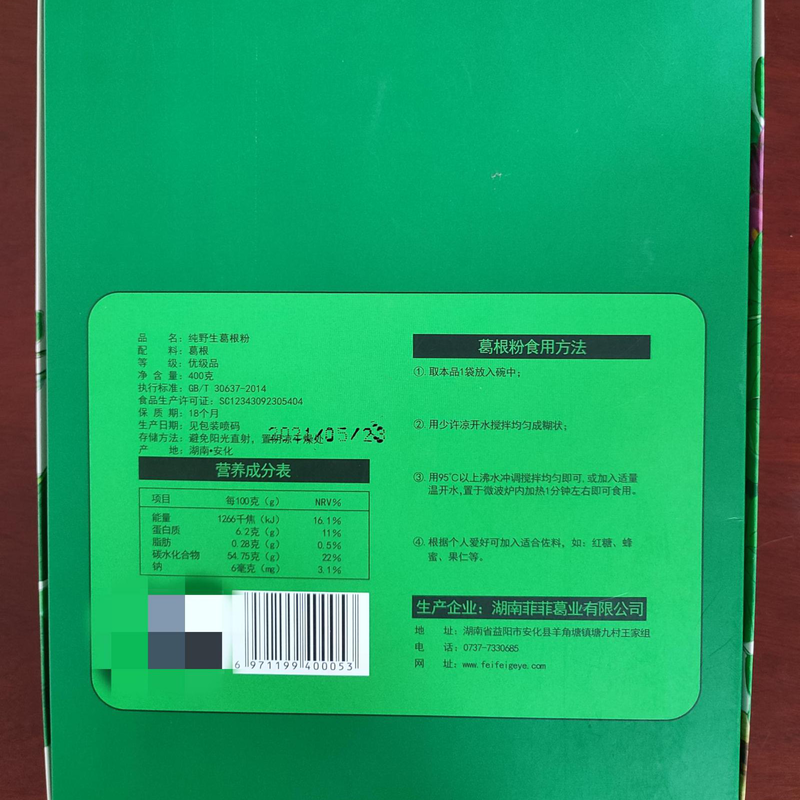 品 名：纯野生葛根粉
配 料：葛根
等 级：优级品
净 含 量：400克
执行标准：GB/T 30637-2014
食品生产许可证：SC12343092305404
保 质 期：18个月
生产日期：见包装喷码
2021/05/23
存储方法：避免阳光直射，置阴凉干燥处
产 地：湖南·安化
营养成分表
项目 每100克（g） NRV%
能量 1266千焦（kJ） 16.1%
蛋白质 6.2克（g） 11%
脂肪 0.28克（g） 0.5%
碳水化合物 54.75克（g） 22%
钠 6毫克（mg） 3.1%
6 971199 400053
葛根粉食用方法
①．取本品1袋放入碗中；
②．用少许凉开水搅拌均匀成糊状；
③．用95℃以上沸水冲调搅拌均匀即可，或加入适量
温开水，置于微波炉内加热1分钟左右即可食用。
④．根据个人爱好可加入适合佐料，如：红糖、蜂
蜜、果仁等。
生产企业：湖南菲菲葛业有限公司
地 址：湖南省益阳市安化县羊角塘镇塘九村王家组
电 话：0737-7330685
网 址：www.feifeigeye.com